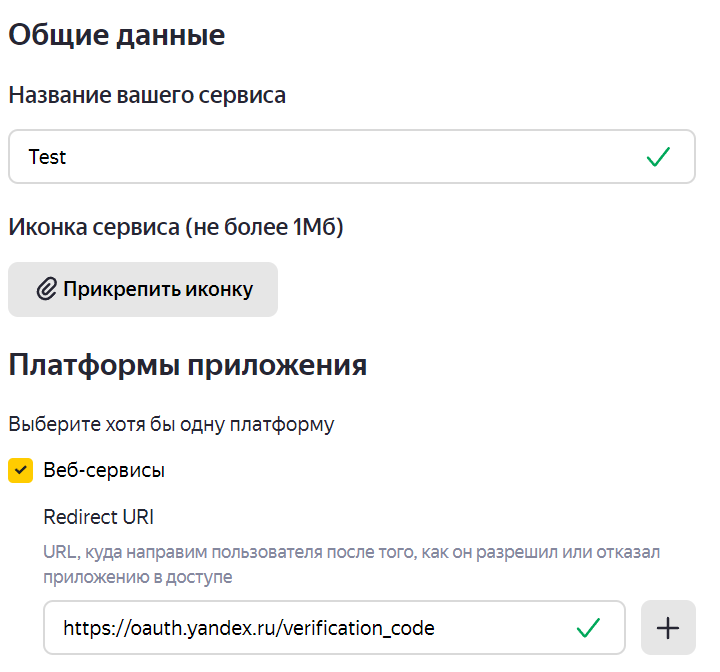 Общие данные
Название вашего сервиса
Test
Иконка сервиса (не более 1Мб)
Прикрепить иконку
Платформы приложения
Выберите хотя бы одну платформу
Веб-сервисы
Redirect URI
URL, куда направим пользователя после того, как он разрешил или отказал
приложению в доступе
https://oauth.yandex.ru/verification_code